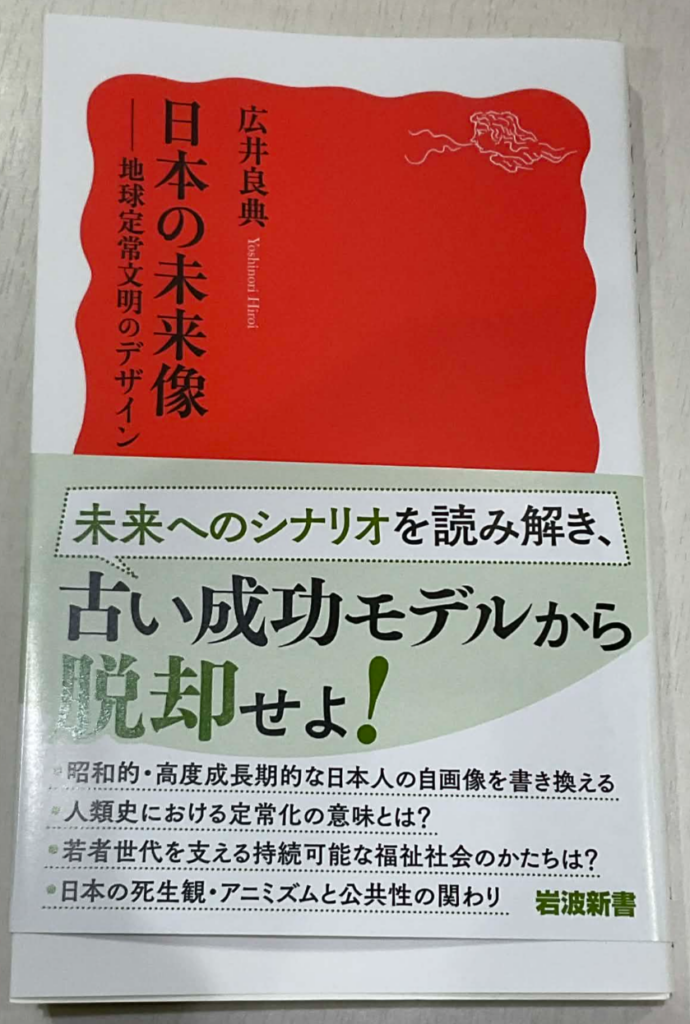 広井良典 Yoshinori Hiroi
日本の未来像
──地球定常文明のデザイン
未来へのシナリオを読み解き、
古い成功モデルから
脱却せよ!
・昭和的・高度成長期的な日本人の自画像を書き換える
・人類史における定常化の意味とは?
・若者世代を支える持続可能な福祉社会のかたちは?
・日本の死生観・アニミズムと公共性の関わり
岩波新書